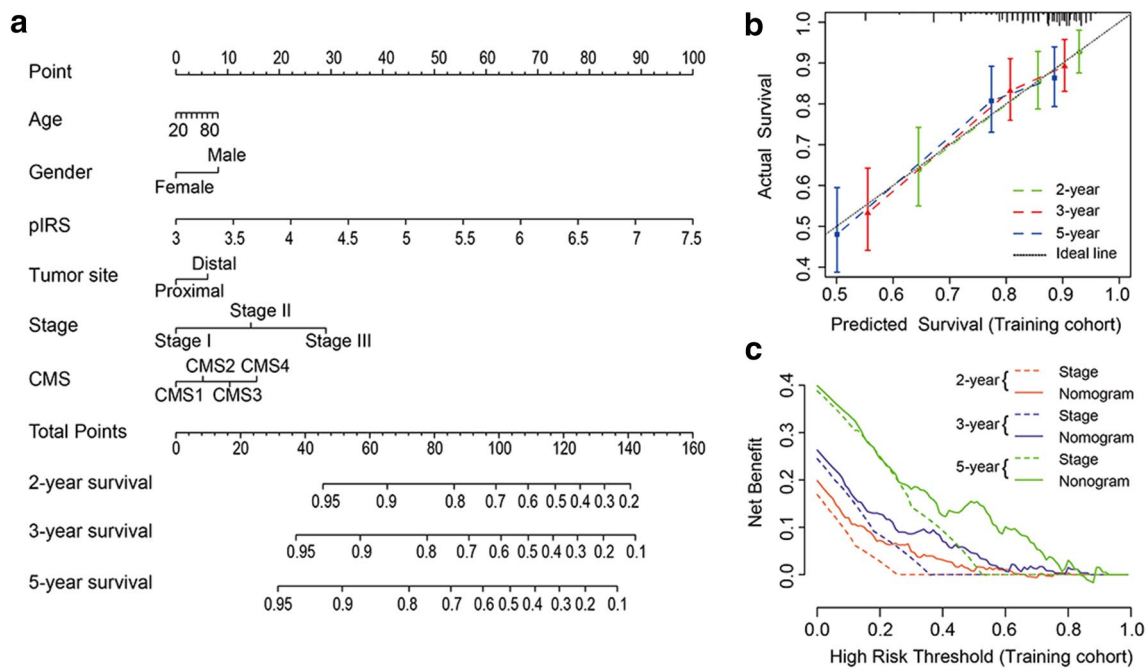 a
Point
0 10 20 30 40 50 60 70 80 90 100
Age
20 80
Gender
Male
Female
pIRS
3 3.5 4 4.5 5 5.5 6 6.5 7 7.5
Tumor site
Distal
Proximal
Stage
Stage II
Stage I Stage III
CMS
CMS2 CMS4
CMS1 CMS3
Total Points
0 20 40 60 80 100 120 140 160
2-year survival
0.95 0.9 0.8 0.7 0.6 0.5 0.4 0.3 0.2
3-year survival
0.95 0.9 0.8 0.7 0.6 0.5 0.4 0.3 0.2 0.1
5-year survival
0.95 0.9 0.8 0.7 0.6 0.5 0.4 0.3 0.2 0.1
b
Actual Survival
1.0
0.9
0.8
0.7
0.6
0.5
0.4
2-year
3-year
5-year
Ideal line
0.5 0.6 0.7 0.8 0.9 1.0
Predicted Survival (Training cohort)
c
Net Benefit
0.4
0.3
0.2
0.1
0.0
2-year { Stage
Nomogram
3-year { Stage
Nomogram
5-year { Stage
Nonogram
0.0 0.2 0.4 0.6 0.8 1.0
High Risk Threshold (Training cohort)